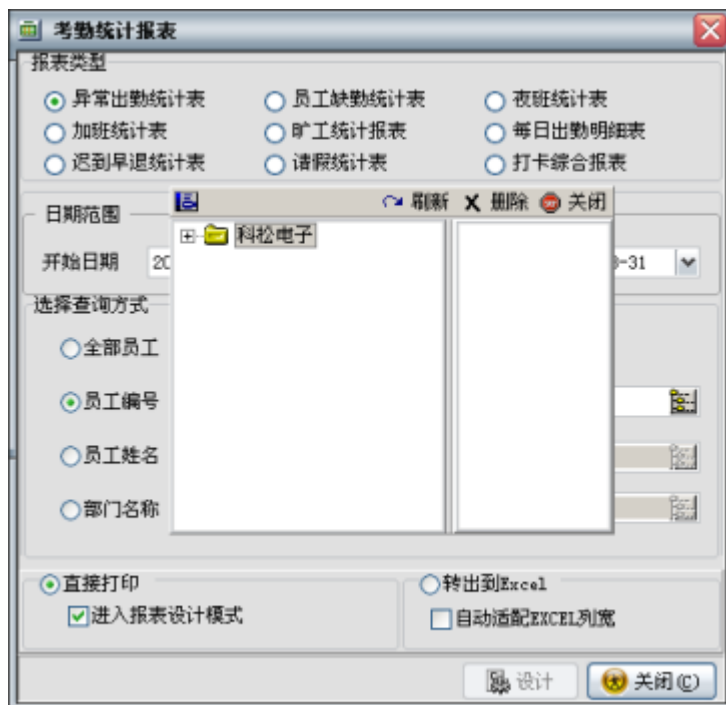 考勤统计报表
报表类型
异常出勤统计表 员工缺勤统计表 夜班统计表
加班统计表 旷工统计报表 每日出勤明细表
迟到早退统计表 请假统计表 打卡综合报表
刷新 删除 关闭
日期范围
科松电子
开始日期 20 -31
选择查询方式
全部员工
员工编号
员工姓名
部门名称
直接打印 转出到Excel
进入报表设计模式 自动适配EXCEL列宽
设计 关闭(C)